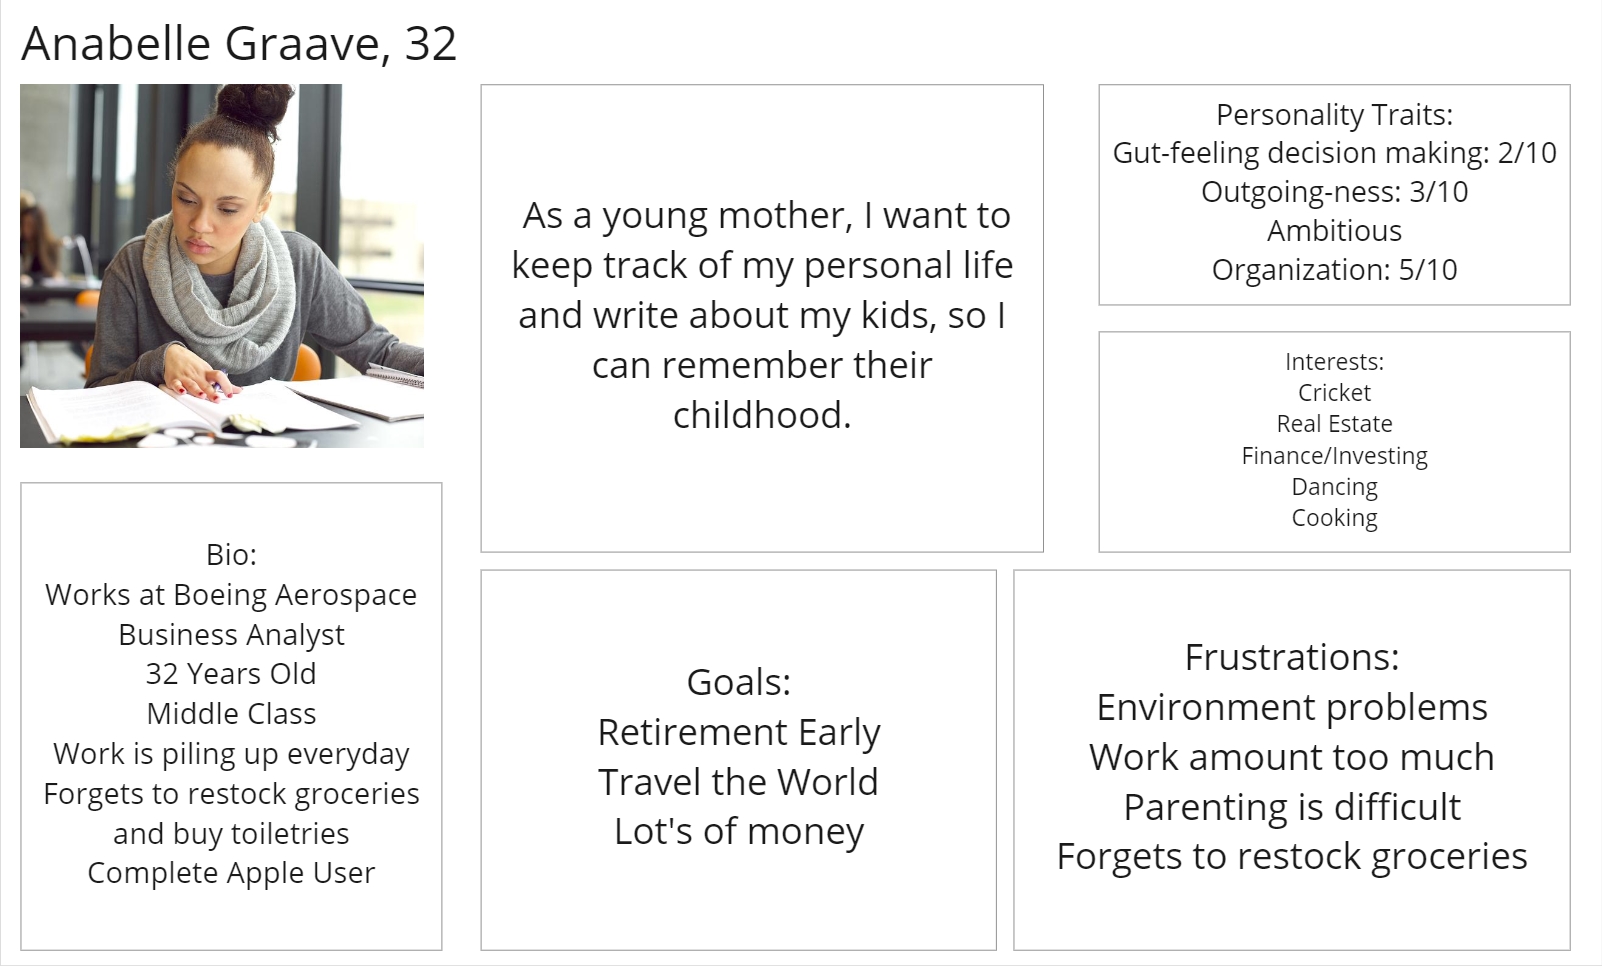 Anabelle Graave, 32
As a young mother, I want to
keep track of my personal life
and write about my kids, so I
can remember their
childhood.
Personality Traits:
Gut-feeling decision making: 2/10
Outgoing-ness: 3/10
Ambitious
Organization: 5/10
Interests:
Cricket
Real Estate
Finance/Investing
Dancing
Cooking
Bio:
Works at Boeing Aerospace
Business Analyst
32 Years Old
Middle Class
Work is piling up everyday
Forgets to restock groceries
and buy toiletries
Complete Apple User
Goals:
Retirement Early
Travel the World
Lot's of money
Frustrations:
Environment problems
Work amount too much
Parenting is difficult
Forgets to restock groceries